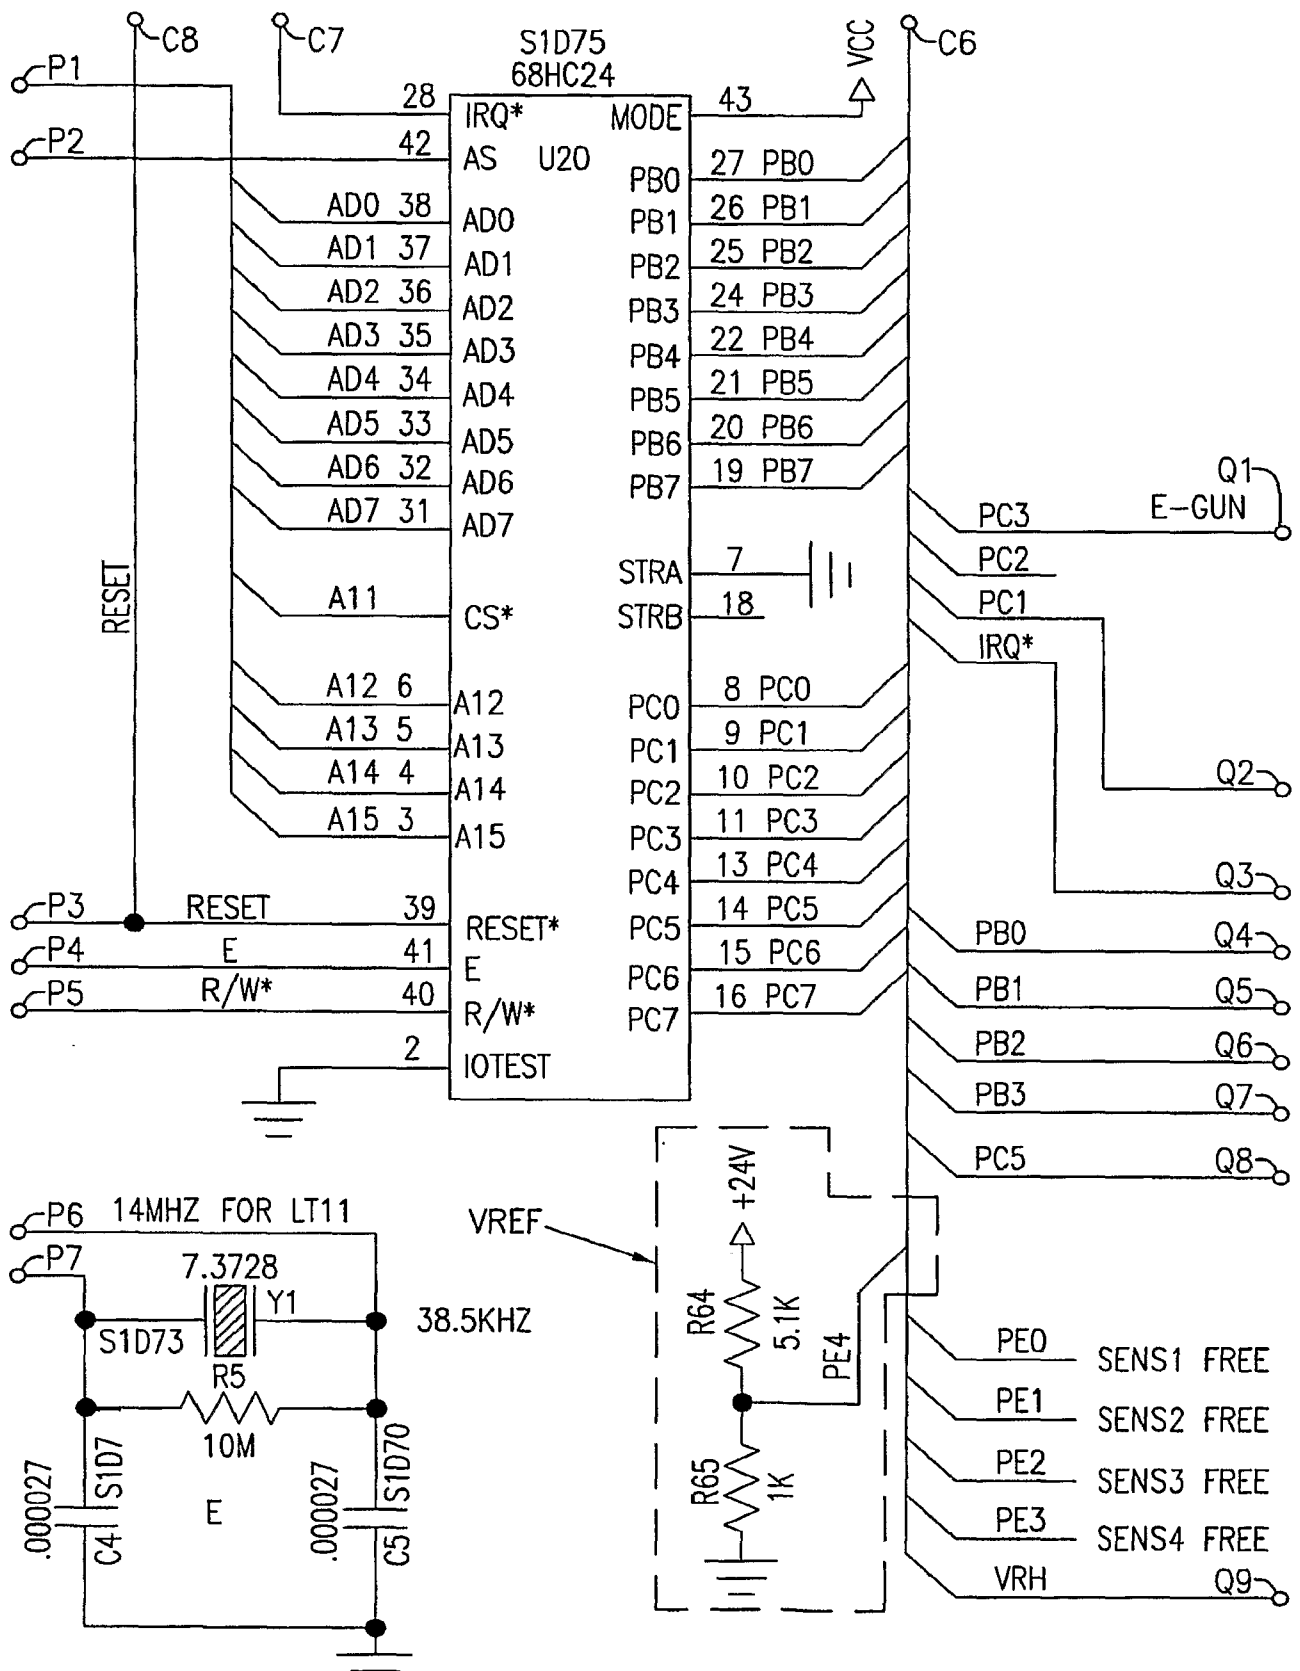 C8
C7
S1D75
68HC24
VCC
C6
P1
28
IRQ*
MODE
43
P2
42
AS
U20
PB0
27 PB0
AD0 38
AD0
PB1
26 PB1
AD1 37
AD1
PB2
25 PB2
AD2 36
AD2
PB3
24 PB3
AD3 35
AD3
PB4
22 PB4
AD4 34
AD4
PB5
21 PB5
AD5 33
AD5
PB6
20 PB6
AD6 32
AD6
PB7
19 PB7
AD7 31
AD7
Q1
E-GUN
PC3
PC2
PC1
IRQ*
RESET
STRA
7
A11
CS*
STRB
18
A12 6
A12
PC0
8 PC0
A13 5
A13
PC1
9 PC1
A14 4
A14
PC2
10 PC2
Q2
A15 3
A15
PC3
11 PC3
PC4
13 PC4
Q3
P3
RESET
39
RESET*
PC5
14 PC5
PB0
Q4
P4
E
41
E
PC6
15 PC6
PB1
Q5
P5
R/W*
40
R/W*
PC7
16 PC7
PB2
Q6
2
IOTEST
PB3
Q7
PC5
Q8
P6
14MHZ FOR LT11
P7
7.3728
Y1
S1D73
38.5KHZ
R5
10M
.000027
S1D7
C4
E
.000027
S1D70
C5
VREF
+24V
R64
5.1K
PE4
R65
1K
PE0
SENS1 FREE
PE1
SENS2 FREE
PE2
SENS3 FREE
PE3
SENS4 FREE
VRH
Q9